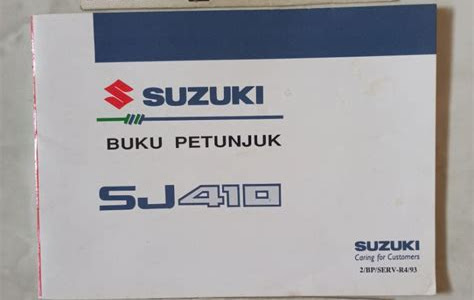 SUZUKI
BUKU PETUNJUK
SJ410
SUZUKI
Caring for Customers
2/BP/SERV-R4/93